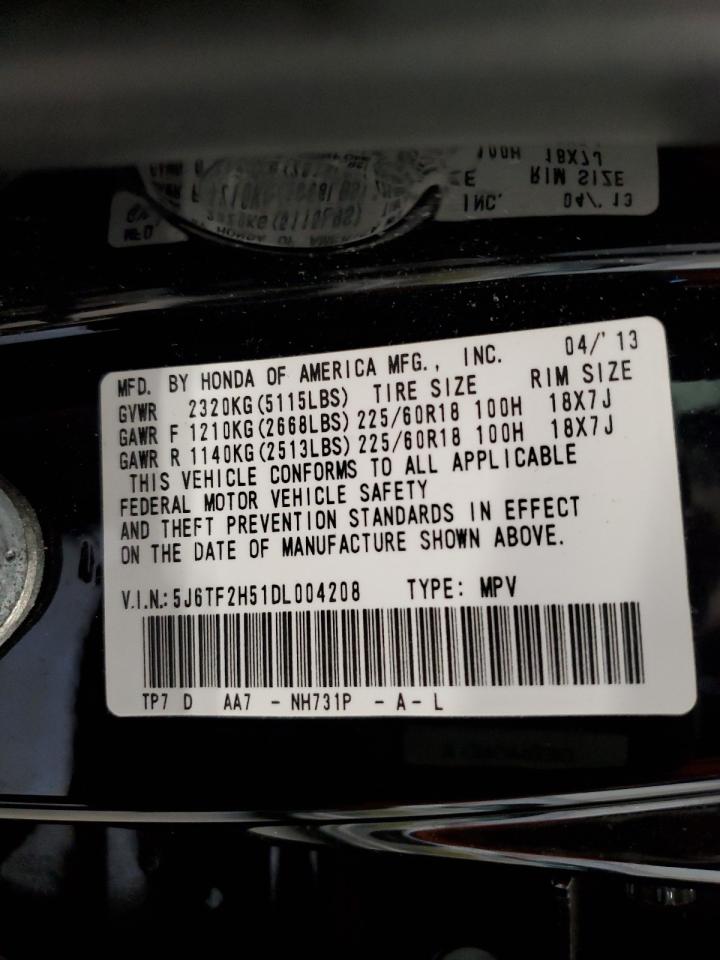 MFD. BY HONDA OF AMERICA MFG., INC. 04/'13
GVWR 2320KG(5115LBS) TIRE SIZE RIM SIZE
GAWR F 1210KG(2668LBS) 225/60R18 100H 18X7J
GAWR R 1140KG(2513LBS) 225/60R18 100H 18X7J
THIS VEHICLE CONFORMS TO ALL APPLICABLE
FEDERAL MOTOR VEHICLE SAFETY
AND THEFT PREVENTION STANDARDS IN EFFECT
ON THE DATE OF MANUFACTURE SHOWN ABOVE.
V.I.N.: 5J6TF2H51DL004208 TYPE: MPV
TP7 D AA7 - NH731P - A - L